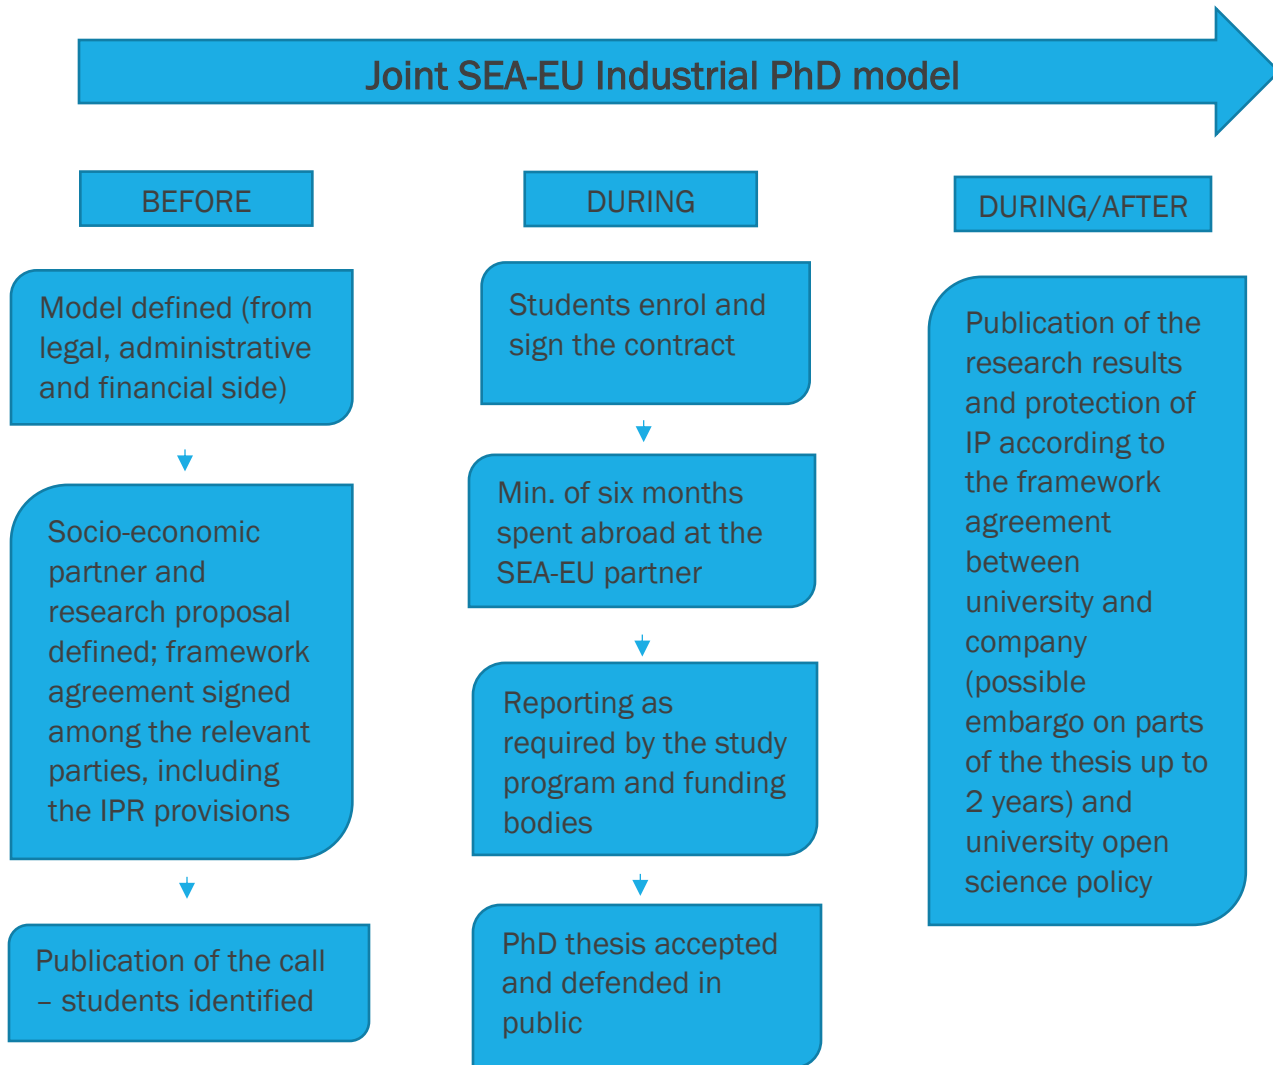 Joint SEA-EU Industrial PhD model
BEFORE
Model defined (from
legal, administrative
and financial side)
Socio-economic
partner and
research proposal
defined; framework
agreement signed
among the relevant
parties, including
the IPR provisions
Publication of the call
– students identified
DURING
Students enrol and
sign the contract
Min. of six months
spent abroad at the
SEA-EU partner
Reporting as
required by the study
program and funding
bodies
PhD thesis accepted
and defended in
public
DURING/AFTER
Publication of the
research results
and protection of
IP according to
the framework
agreement
between
university and
company
(possible
embargo on parts
of the thesis up to
2 years) and
university open
science policy